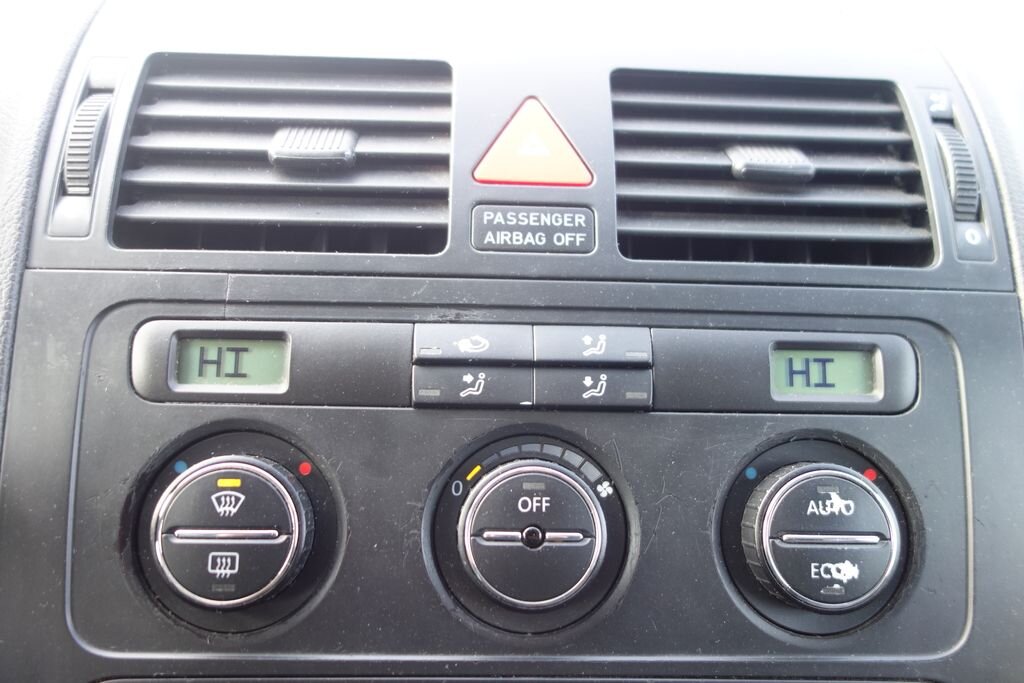 PASSENGER
AIRBAG OFF
HI
HI
0
OFF
AUTO
ECON